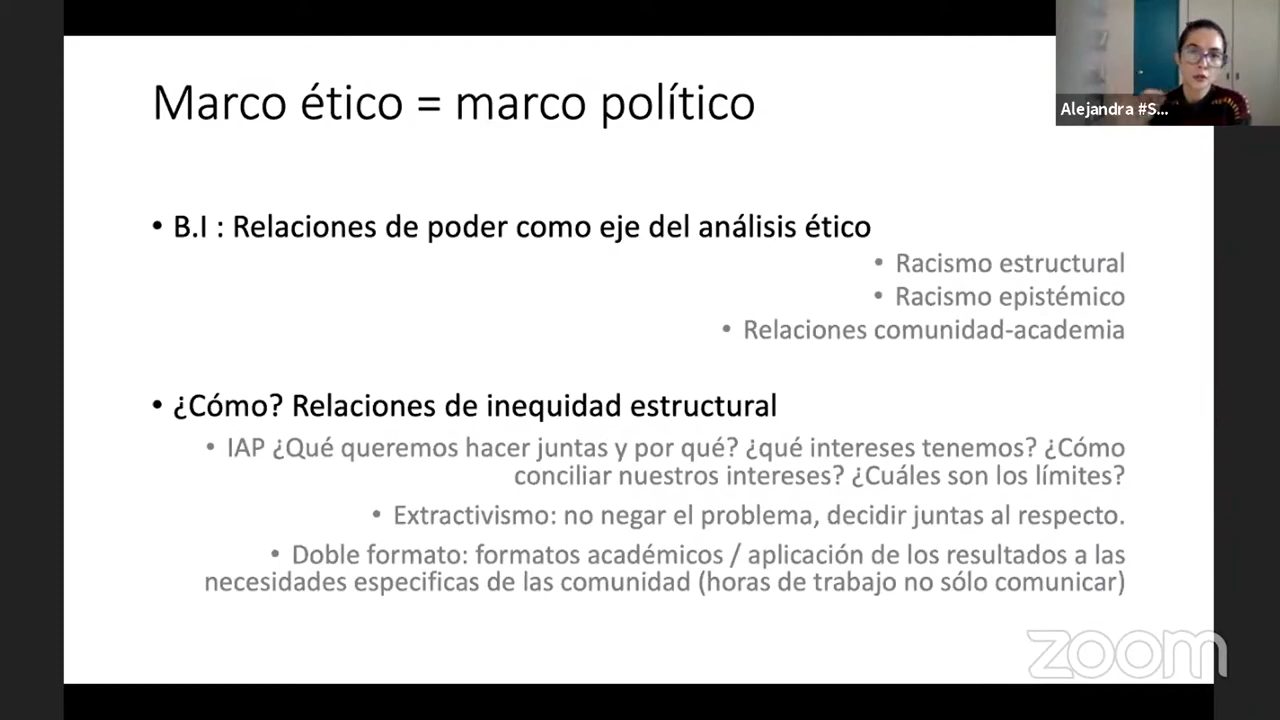 Marco ético = marco político
Alejandra #S...
• B.I : Relaciones de poder como eje del análisis ético
• Racismo estructural
• Racismo epistémico
• Relaciones comunidad-academia
• ¿Cómo? Relaciones de inequidad estructural
• IAP ¿Qué queremos hacer juntas y por qué? ¿qué intereses tenemos? ¿Cómo
conciliar nuestros intereses? ¿Cuáles son los límites?
• Extractivismo: no negar el problema, decidir juntas al respecto.
• Doble formato: formatos académicos / aplicación de los resultados a las
necesidades especificas de las comunidad (horas de trabajo no sólo comunicar)
zoom